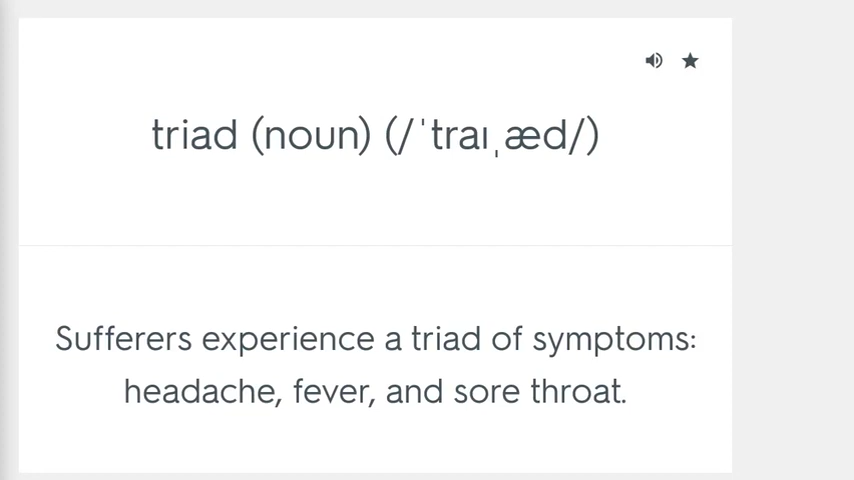 triad (noun) (/ˈtraɪˌæd/)
Sufferers experience a triad of symptoms:
headache, fever, and sore throat.